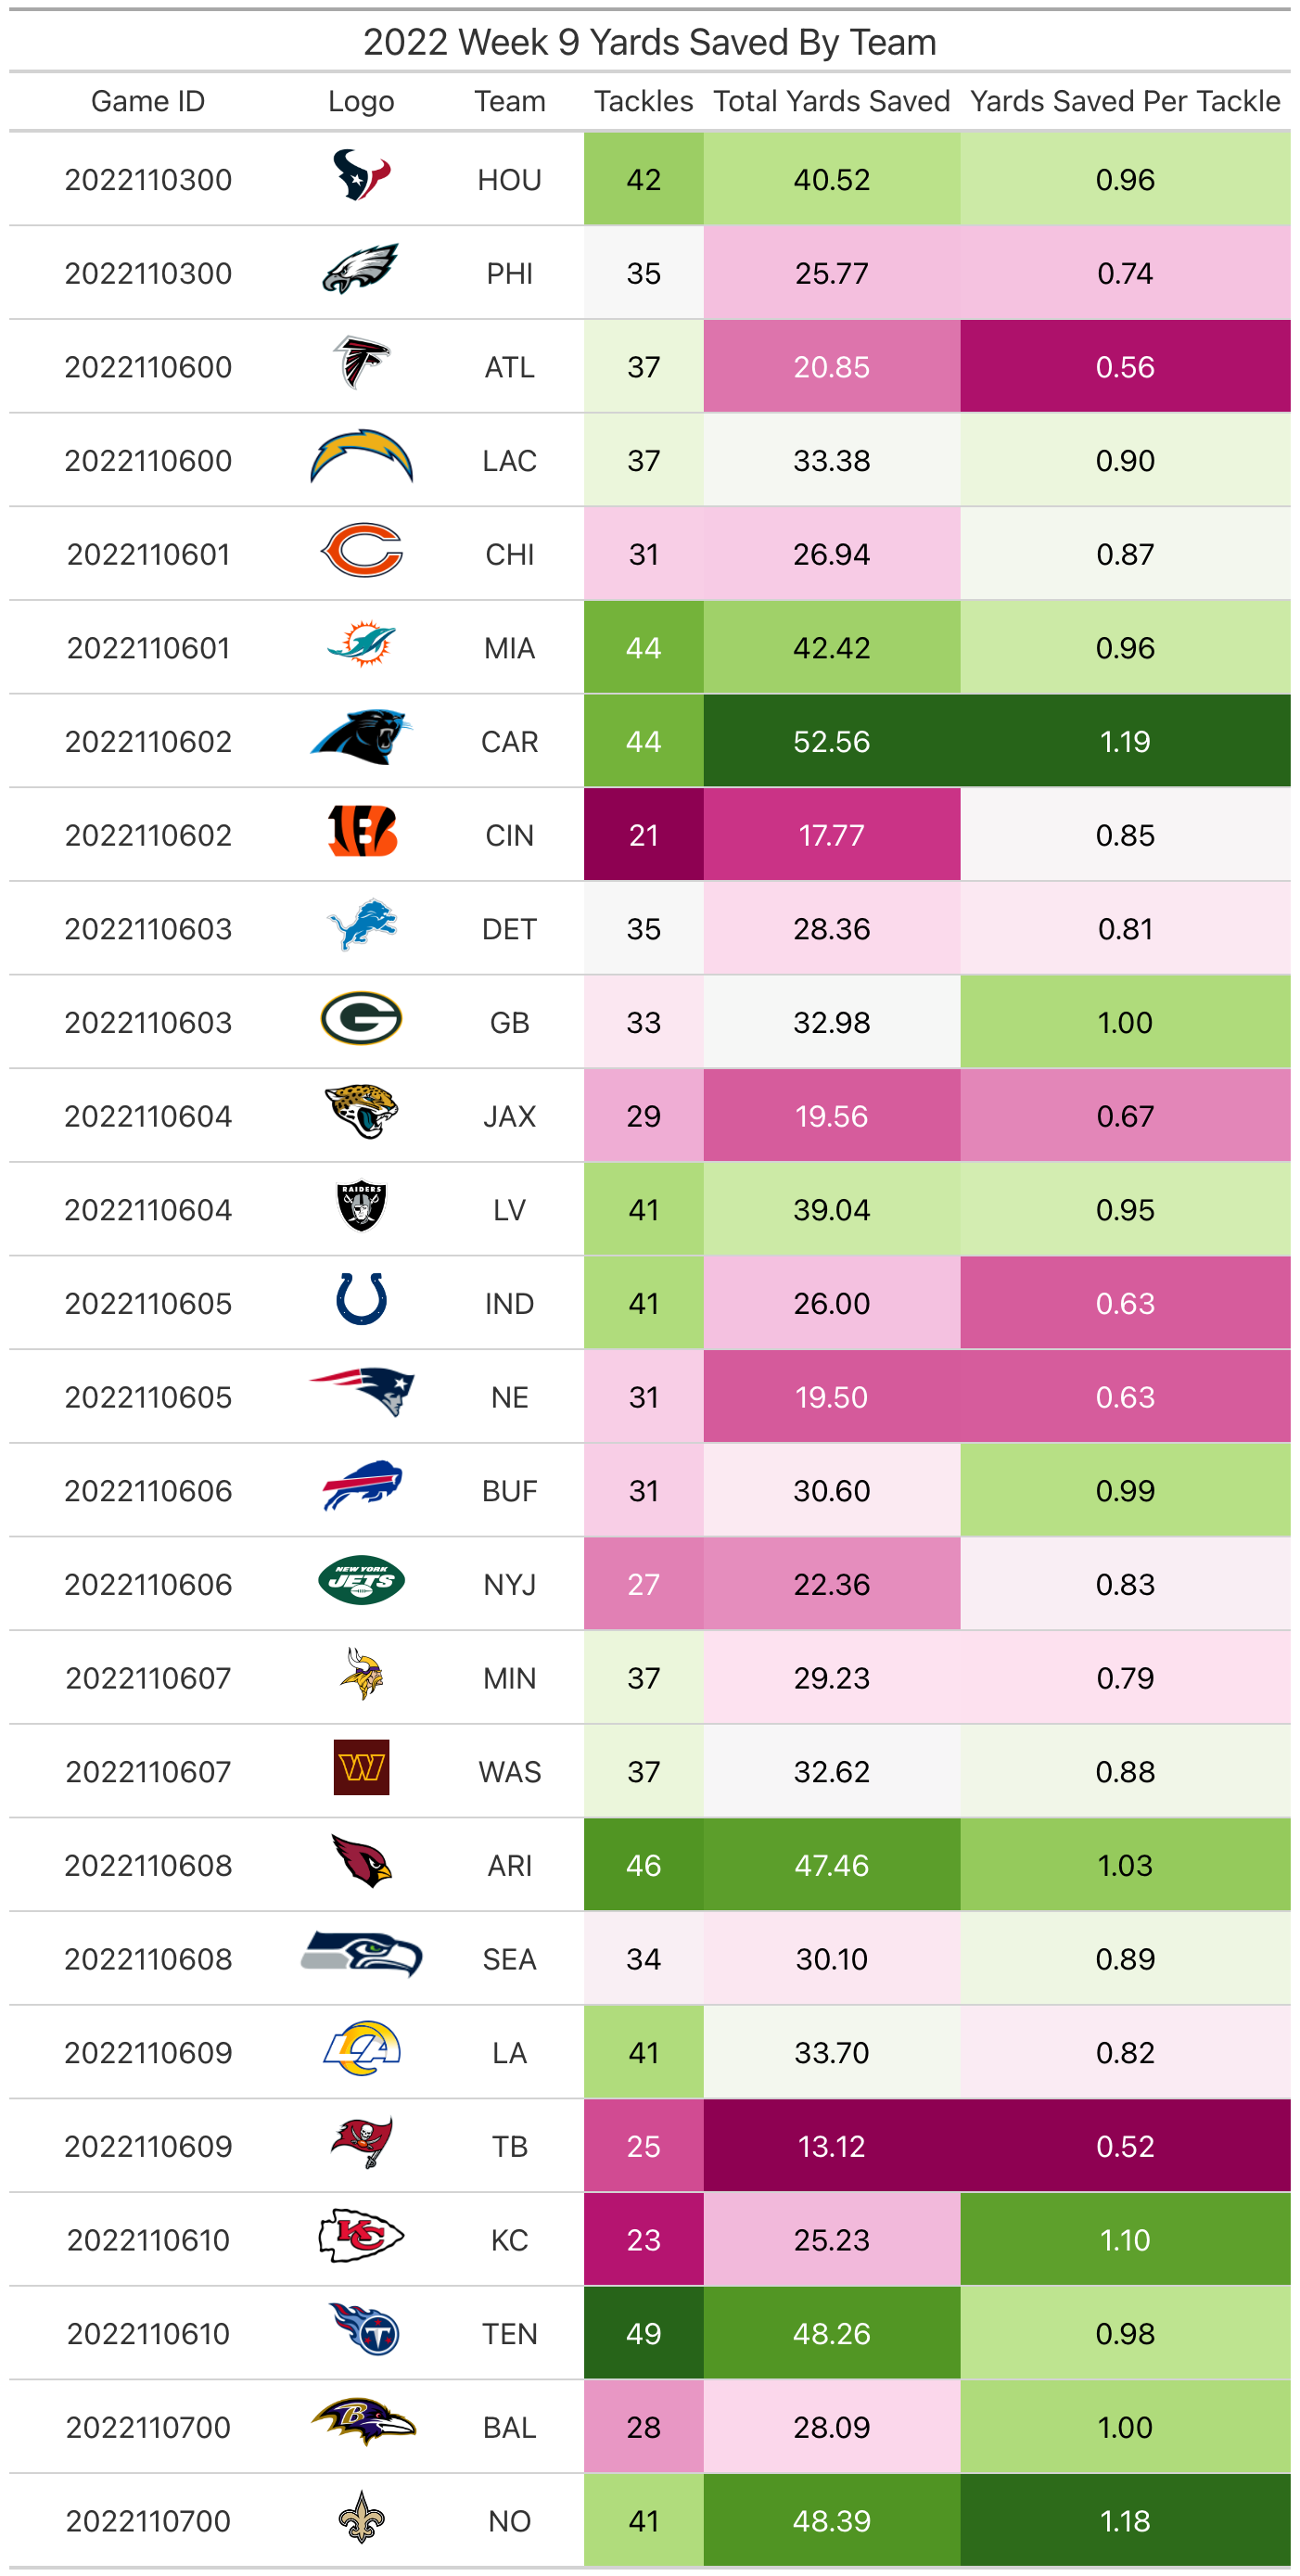 2022 Week 9 Yards Saved By Team
Game ID Logo Team Tackles Total Yards Saved Yards Saved Per Tackle
2022110300 HOU 42 40.52 0.96
2022110300 PHI 35 25.77 0.74
2022110600 ATL 37 20.85 0.56
2022110600 LAC 37 33.38 0.90
2022110601 CHI 31 26.94 0.87
2022110601 MIA 44 42.42 0.96
2022110602 CAR 44 52.56 1.19
2022110602 CIN 21 17.77 0.85
2022110603 DET 35 28.36 0.81
2022110603 G GB 33 32.98 1.00
2022110604 JAX 29 19.56 0.67
2022110604 RAIDERS LV 41 39.04 0.95
2022110605 IND 41 26.00 0.63
2022110605 NE 31 19.50 0.63
2022110606 BUF 31 30.60 0.99
2022110606 NEW YORK JETS NYJ 27 22.36 0.83
2022110607 MIN 37 29.23 0.79
2022110607 W WAS 37 32.62 0.88
2022110608 ARI 46 47.46 1.03
2022110608 SEA 34 30.10 0.89
2022110609 LA LA 41 33.70 0.82
2022110609 TB 25 13.12 0.52
2022110610 KC KC 23 25.23 1.10
2022110610 T TEN 49 48.26 0.98
2022110700 B BAL 28 28.09 1.00
2022110700 NO 41 48.39 1.18